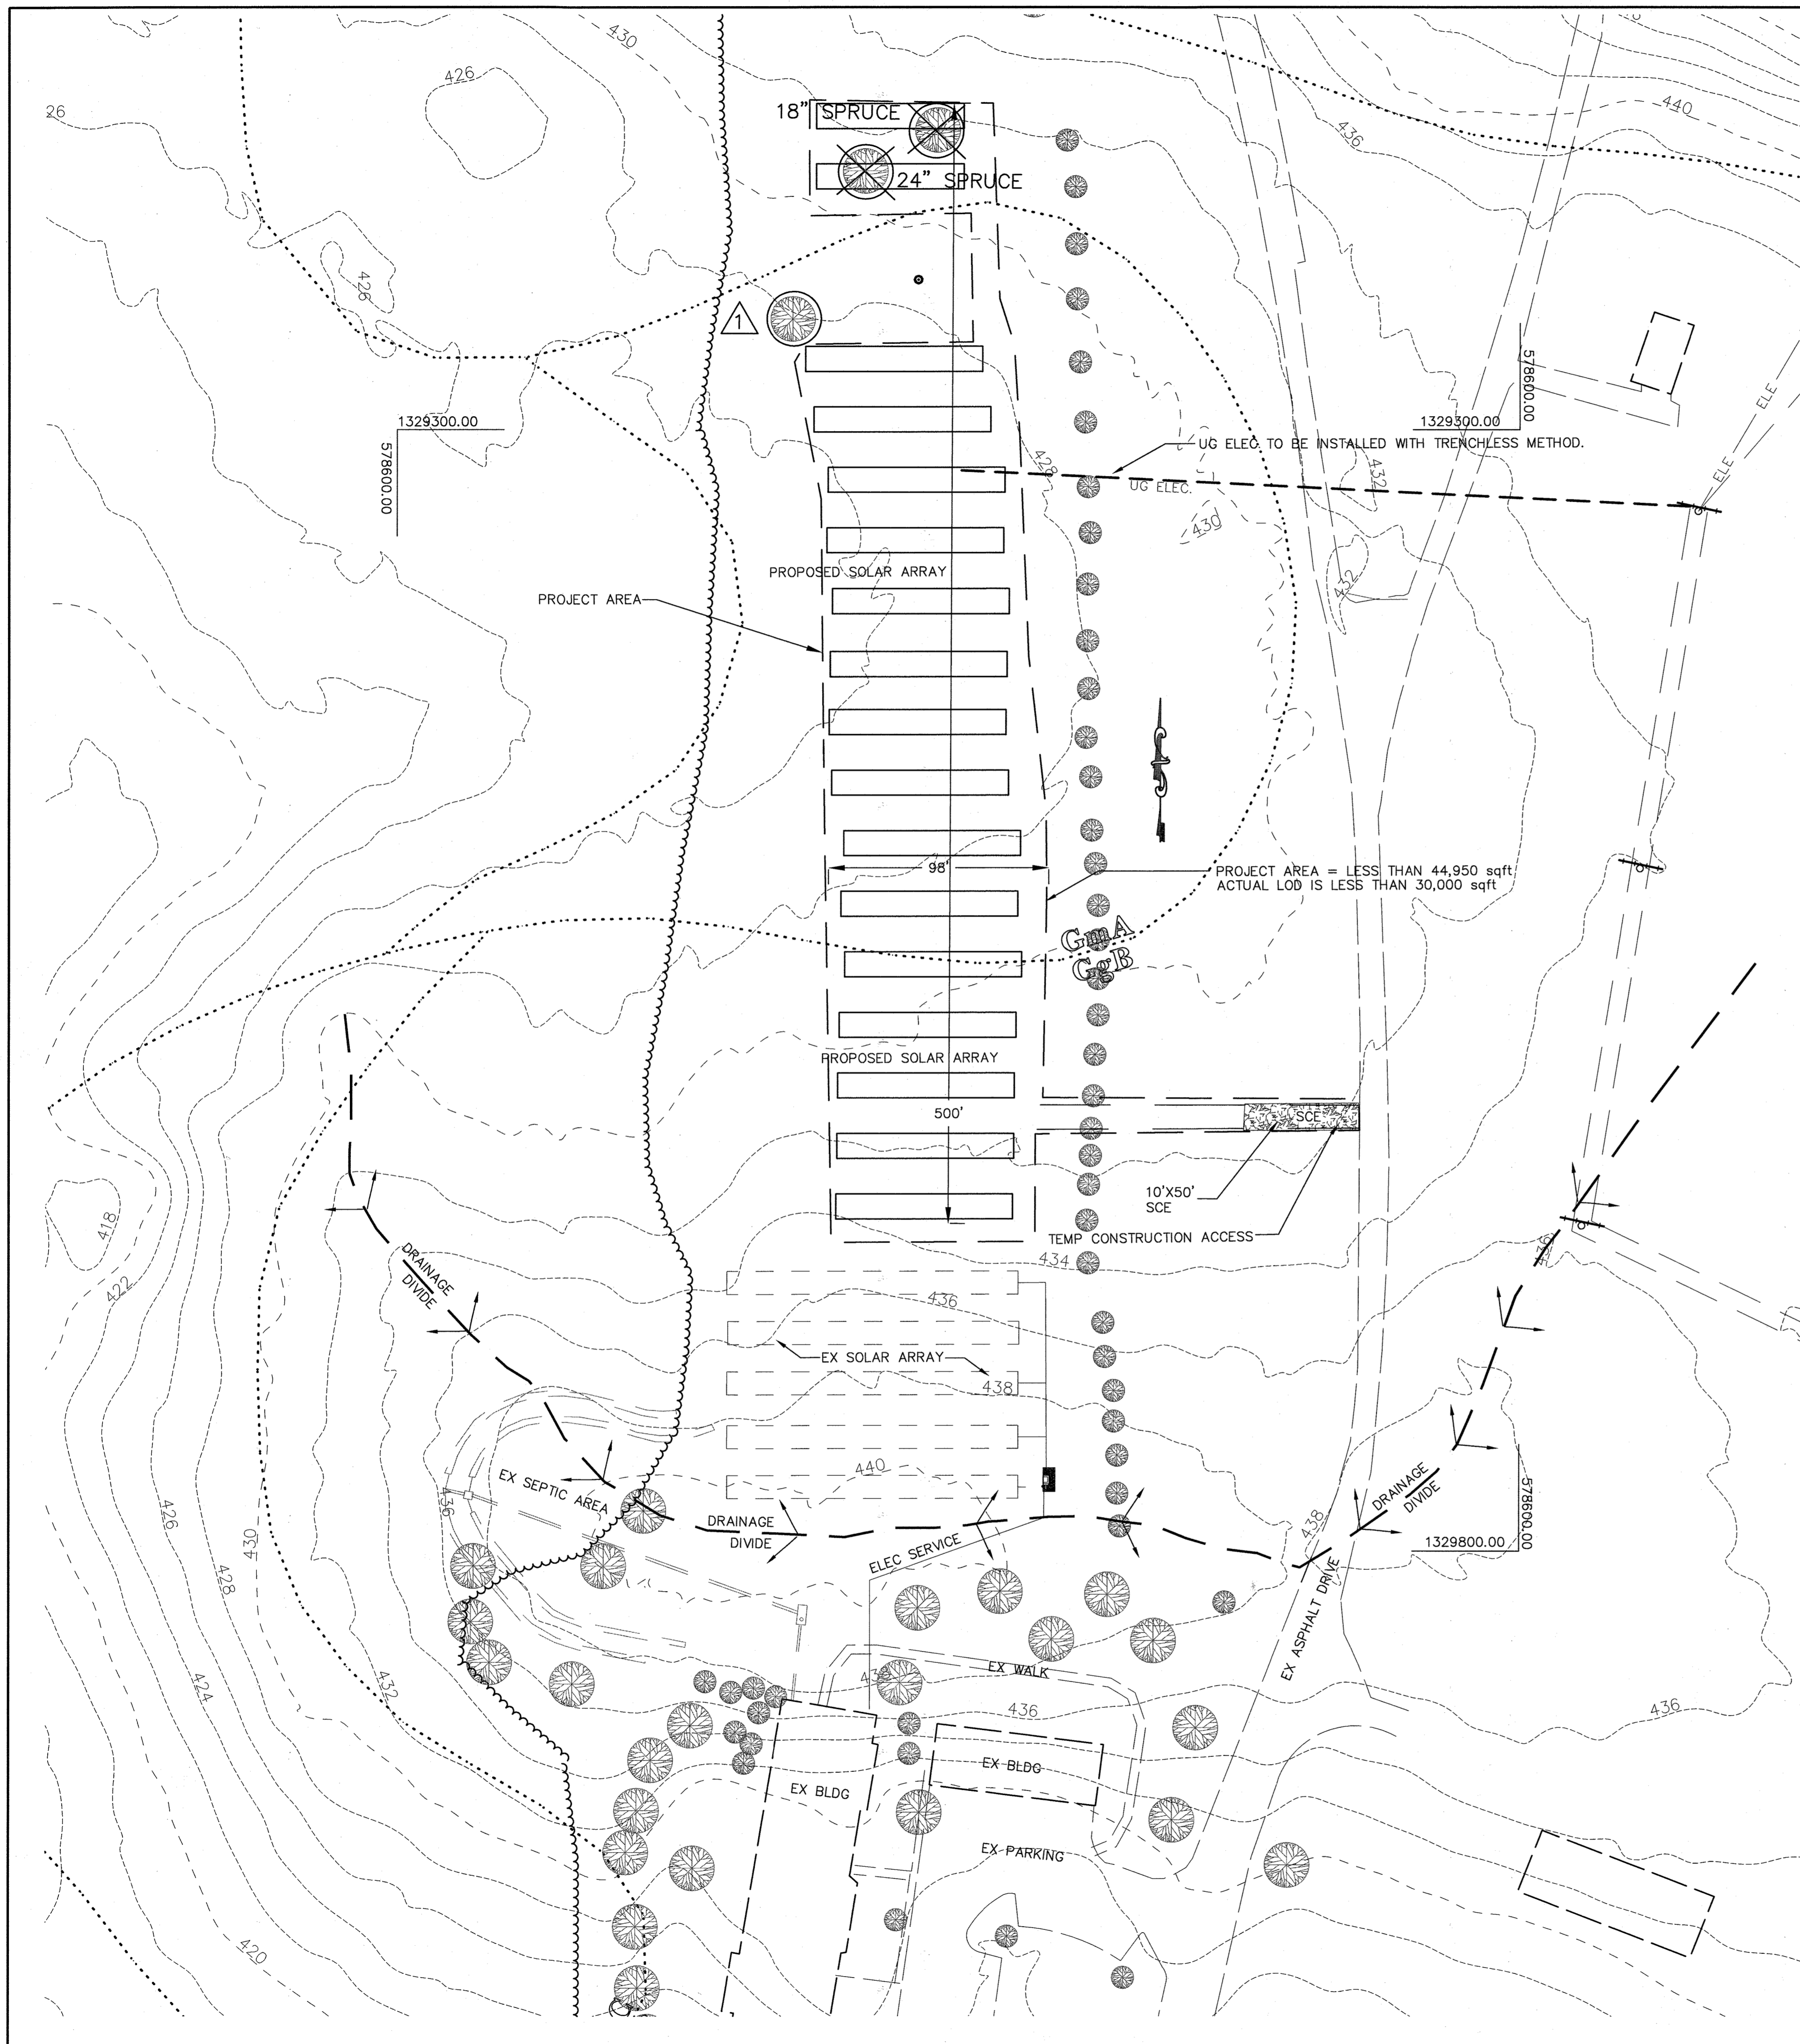 430
426
26
440
436
18" SPRUCE
24" SPRUCE
426
1
578600.00
1329300.00
578600.00
1329300.00
ELE
UG ELEC. TO BE INSTALLED WITH TRENCHLESS METHOD.
428
ELE
432
UG ELEC.
430
PROPOSED SOLAR ARRAY
432
PROJECT AREA
98'
PROJECT AREA = LESS THAN 44,950 sqft
ACTUAL LOD IS LESS THAN 30,000 sqft
GmA
GgB
PROPOSED SOLAR ARRAY
500'
SCE
10'X50'
SCE
418
TEMP CONSTRUCTION ACCESS
434
436
DRAINAGE
DIVIDE
422
436
EX SOLAR ARRAY
438
440
EX SEPTIC AREA
436
DRAINAGE
DIVIDE
578600.00
1329800.00
438
DRAINAGE
DIVIDE
426
430
ELEC SERVICE
428
EX ASPHALT DRIVE
EX WALK
438
432
424
436
436
EX BLDG
EX BLDG
EX PARKING
420